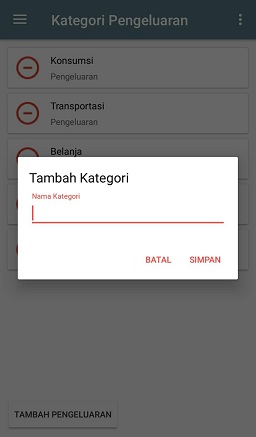 Kategori Pengeluaran
Konsumsi
Pengeluaran
Transportasi
Pengeluaran
Belanja
Tambah Kategori
Nama Kategori
BATAL
SIMPAN
TAMBAH PENGELUARAN